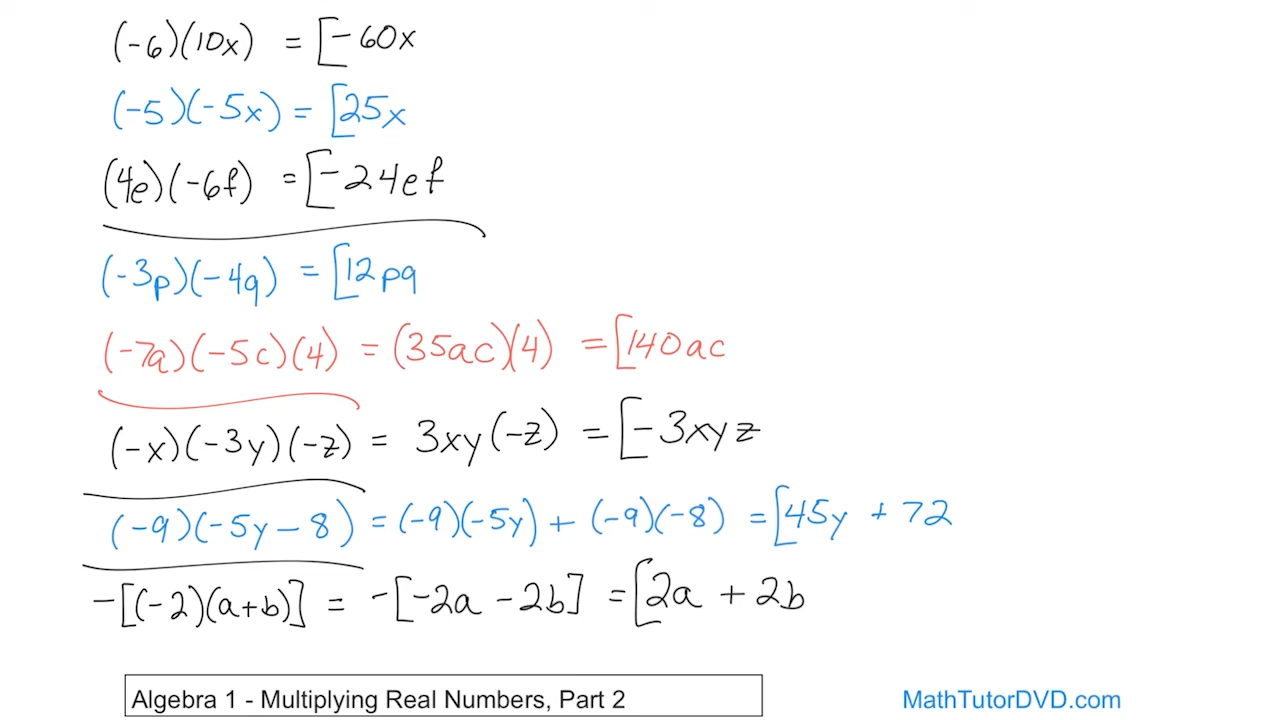 (-6)(10x) = [-60x
(-5)(-5x) = [25x
(4e)(-6f) = [-24ef
(-3p)(-4q) = [12pq
(-7a)(-5c)(4) = (35ac)(4) = [140ac
(-x)(-3y)(-z) = 3xy(-z) = [-3xyz
(-9)(-5y-8) = (-9)(-5y) + (-9)(-8) = [45y + 72
-[(-2)(a+b)] = -[-2a - 2b] = [2a + 2b
Algebra 1 - Multiplying Real Numbers, Part 2
MathTutorDVD.com